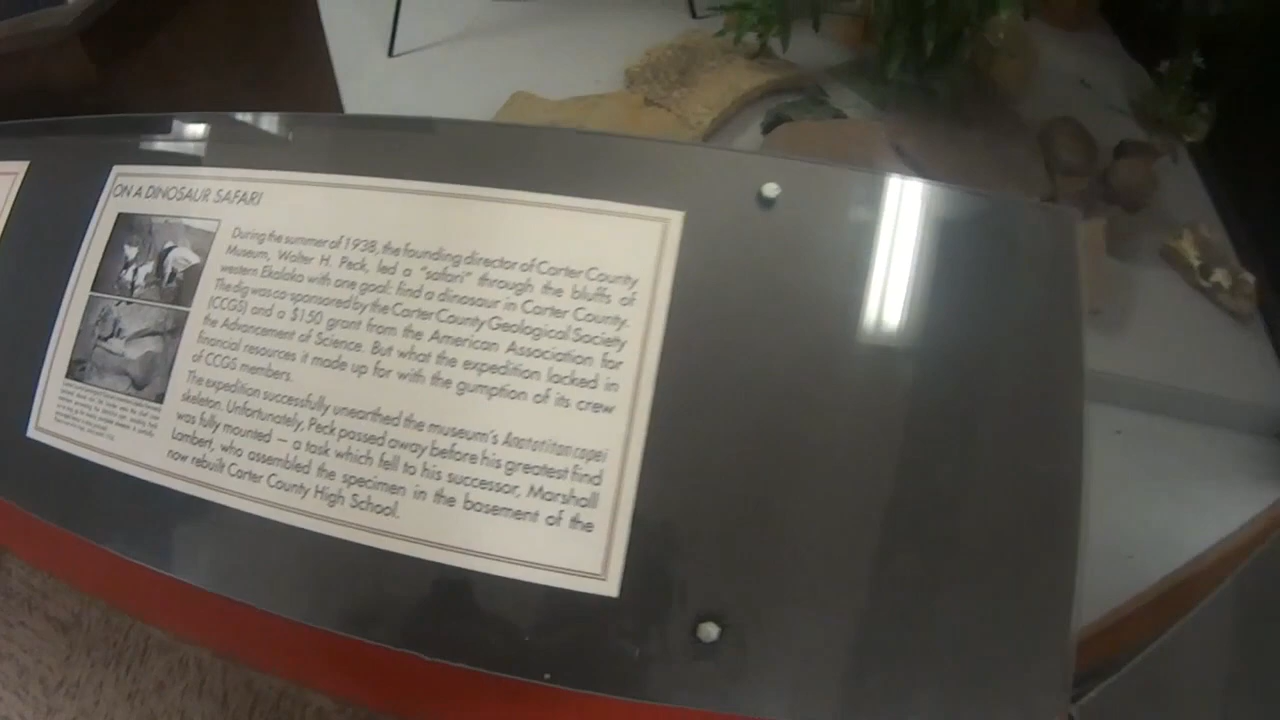 ON A DINOSAUR SAFARI
During the summer of 1938, the founding director of Carter County
Museum, Walter H. Peck, led a "safari" through the bluffs of
western Ekalaka with one goal: find a dinosaur in Carter County.
The dig was co-sponsored by the Carter County Geological Society
(CCGS) and a $150 grant from the American Association for
the Advancement of Science. But what the expedition lacked in
financial resources it made up for with the gumption of its crew
of CCGS members.
The expedition successfully unearthed the museum's Anatotitan copei
skeleton. Unfortunately, Peck passed away before his greatest find
was fully mounted — a task which fell to his successor, Marshall
Lambert, who assembled the specimen in the basement of the
now rebuilt Carter County High School.